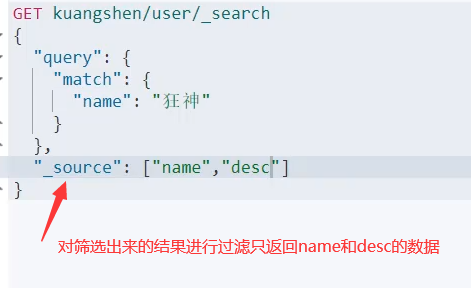 GET kuangshen/user/_search
{
"query": {
"match": {
"name": "狂神"
}
},
"_source": ["name","desc"]
}
对筛选出来的结果进行过滤只返回name和desc的数据